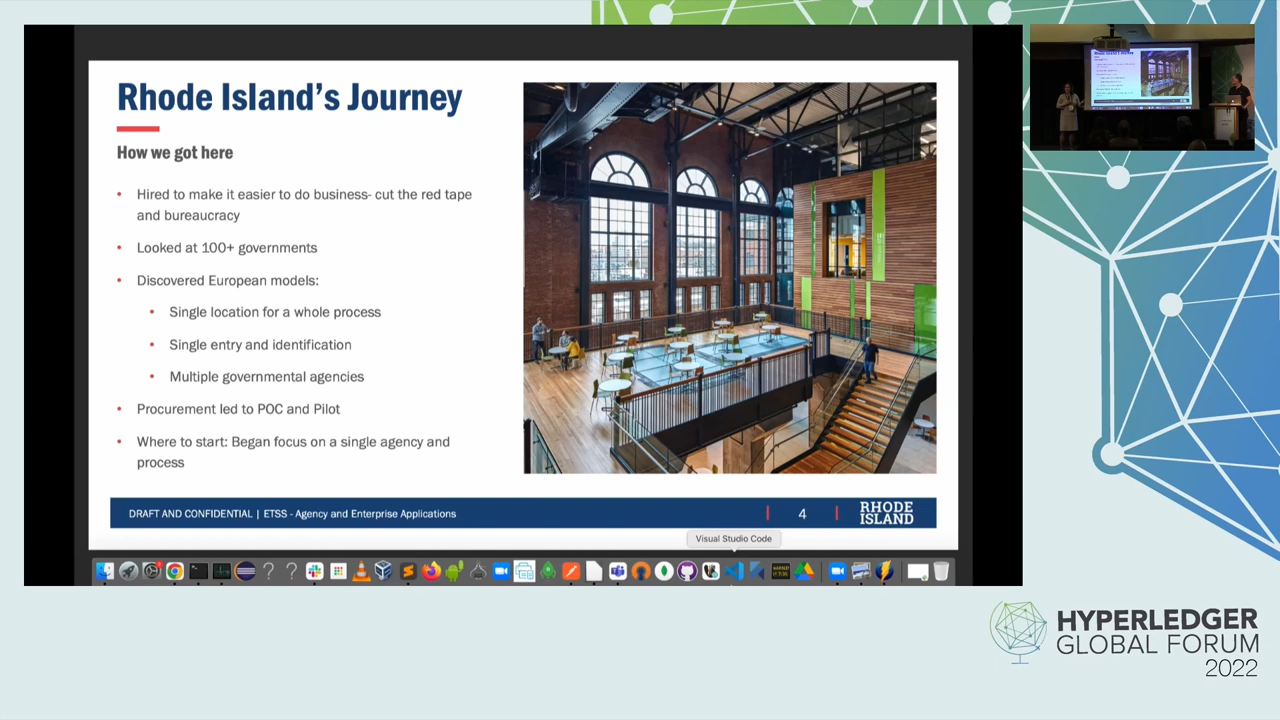 Rhode Island's Journey
How we got here
• Hired to make it easier to do business- cut the red tape
and bureaucracy
• Looked at 100+ governments
• Discovered European models:
• Single location for a whole process
• Single entry and identification
• Multiple governmental agencies
• Procurement led to POC and Pilot
• Where to start: Began focus on a single agency and
process
DRAFT AND CONFIDENTIAL | ETSS - Agency and Enterprise Applications
4
RHODE
ISLAND
Visual Studio Code
HYPERLEDGER
GLOBAL FORUM
2022